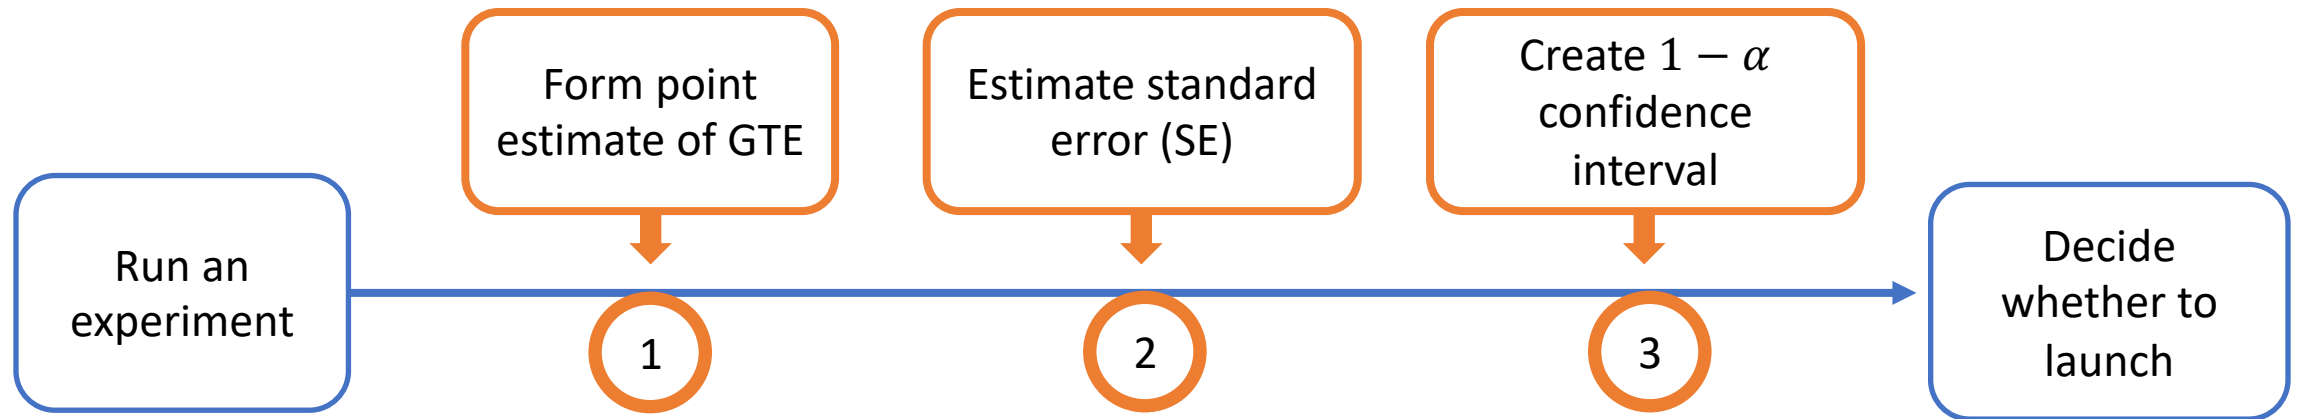 Run an
experiment
Form point
estimate of GTE
1
Estimate standard
error (SE)
2
Create 1 − α
confidence
interval
3
Decide
whether to
launch